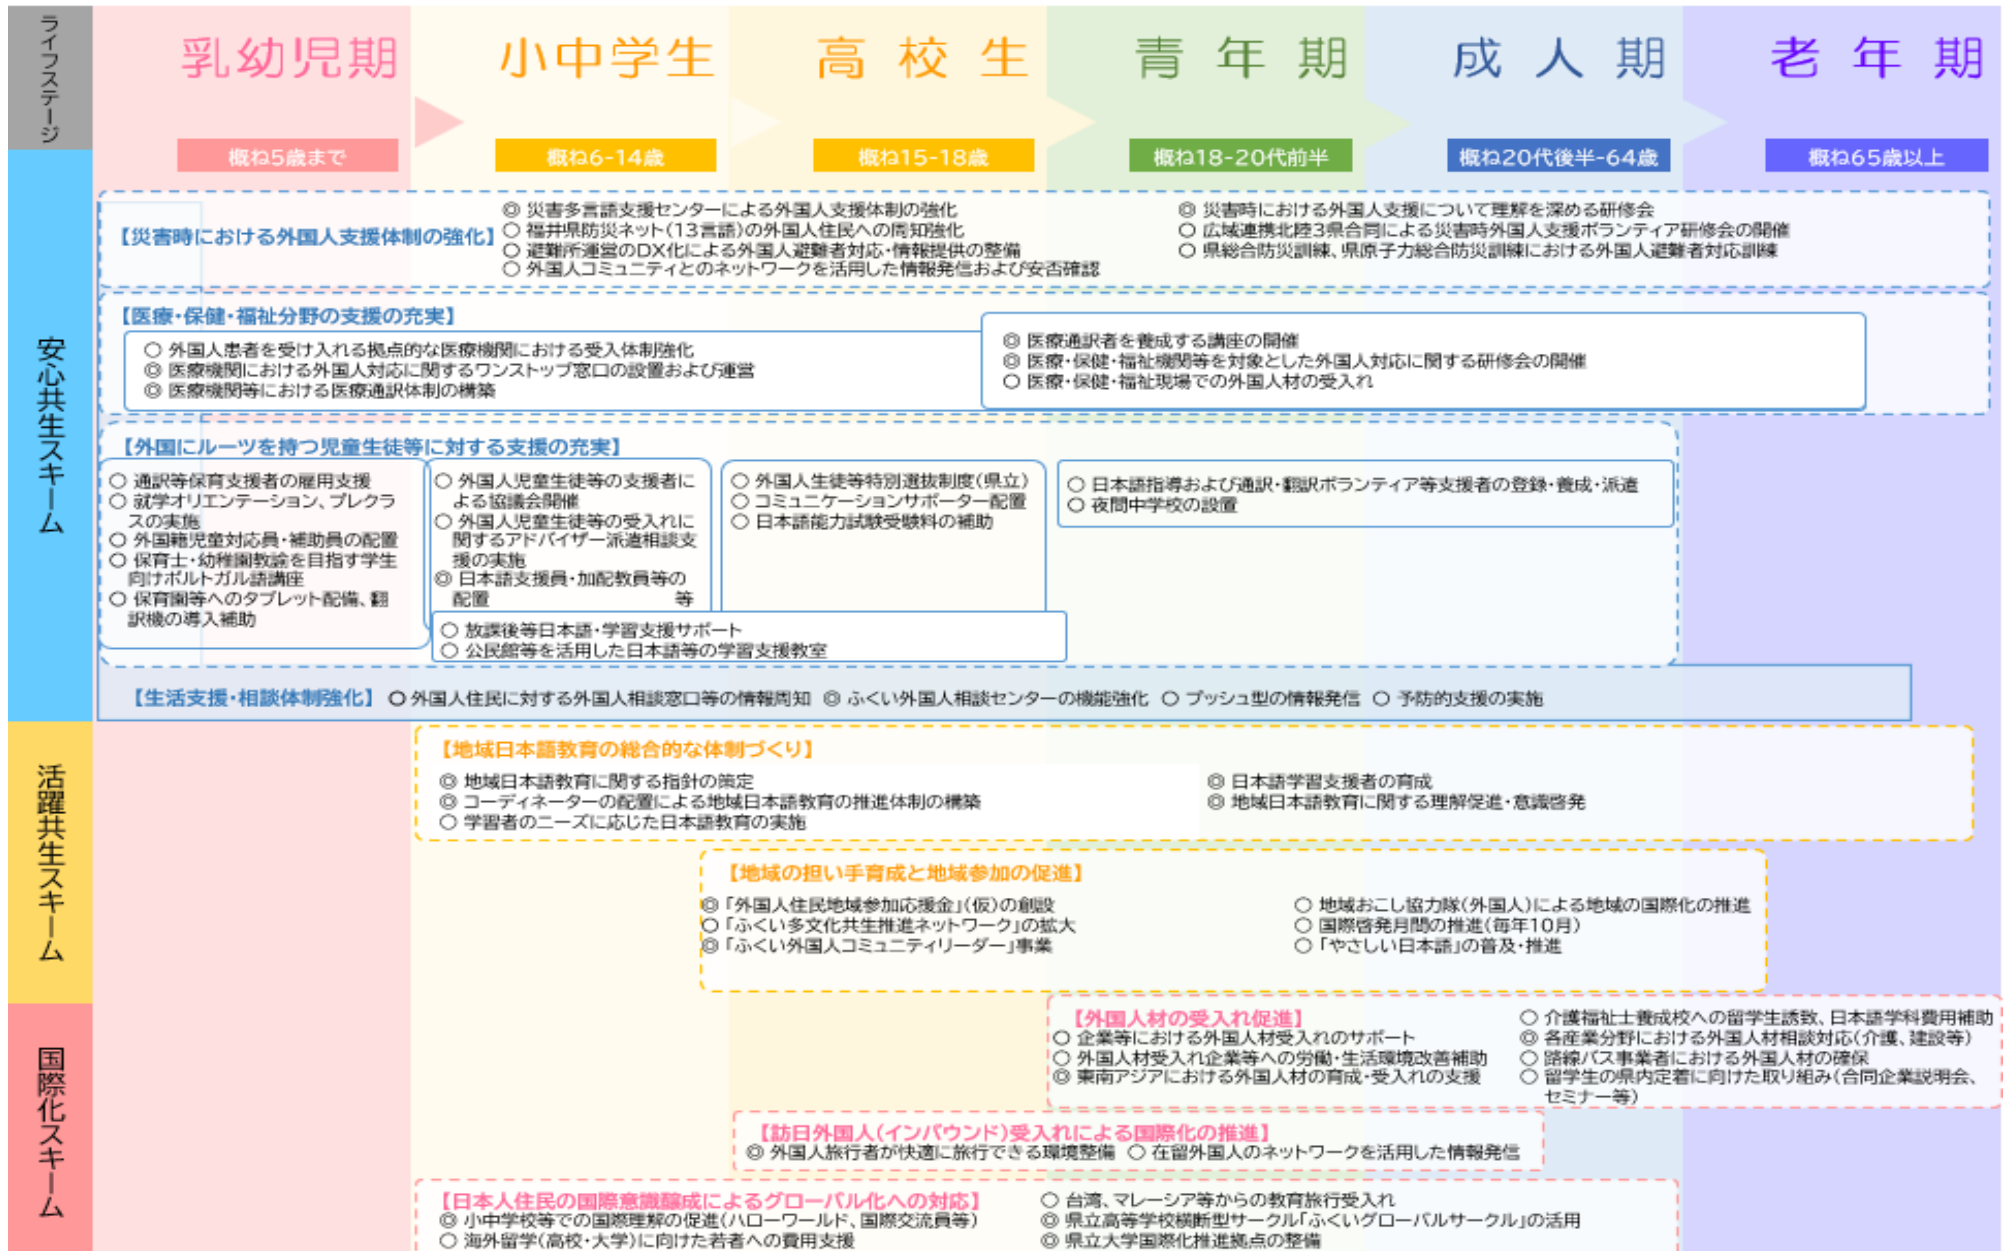 ライフステージ
乳幼児期
小中学生
高校生
青年期
成人期
老年期
概ね5歳まで
概ね6-14歳
概ね15-18歳
概ね18-20代前半
概ね20代後半-64歳
概ね65歳以上
安心共生スキーム
【災害時における外国人支援体制の強化】
◎ 災害多言語支援センターによる外国人支援体制の強化
○ 福井県防災ネット(13言語)の外国人住民への周知強化
○ 避難所運営のDX化による外国人避難者対応・情報提供の整備
○ 外国人コミュニティとのネットワークを活用した情報発信および安否確認
◎ 災害時における外国人支援について理解を深める研修会
○ 広域連携北陸3県合同による災害時外国人支援ボランティア研修会の開催
○ 県総合防災訓練、県原子力総合防災訓練における外国人避難者対応訓練
【医療・保健・福祉分野の支援の充実】
○ 外国人患者を受け入れる拠点的な医療機関における受入体制強化
◎ 医療機関における外国人対応に関するワンストップ窓口の設置および運営
◎ 医療機関等における医療通訳体制の構築
◎ 医療通訳者を養成する講座の開催
◎ 医療・保健・福祉機関等を対象とした外国人対応に関する研修会の開催
○ 医療・保健・福祉現場での外国人材の受入れ
【外国にルーツを持つ児童生徒等に対する支援の充実】
○ 通訳等保育支援者の雇用支援
○ 就学オリエンテーション、プレクラ
スの実施
○ 外国籍児童対応員・補助員の配置
○ 保育士・幼稚園教諭を目指す学生
向けポルトガル語講座
○ 保育園等へのタブレット配備、翻
訳機の導入補助
○ 外国人児童生徒等の支援者に
よる協議会開催
○ 外国人児童生徒等の受入れに
関するアドバイザー派遣相談支
援の実施
◎ 日本語支援員・加配教員等の
配置 等
○ 外国人生徒等特別選抜制度(県立)
○ コミュニケーションサポーター配置
○ 日本語能力試験受験料の補助
○ 日本語指導および通訳・翻訳ボランティア等支援者の登録・養成・派遣
○ 夜間中学校の設置
○ 放課後等日本語・学習支援サポート
○ 公民館等を活用した日本語等の学習支援教室
【生活支援・相談体制強化】 ○ 外国人住民に対する外国人相談窓口等の情報周知 ◎ ふくい外国人相談センターの機能強化 ○ プッシュ型の情報発信 ○ 予防的支援の実施
活躍共生スキーム
【地域日本語教育の総合的な体制づくり】
◎ 地域日本語教育に関する指針の策定
◎ コーディネーターの配置による地域日本語教育の推進体制の構築
○ 学習者のニーズに応じた日本語教育の実施
◎ 日本語学習支援者の育成
◎ 地域日本語教育に関する理解促進・意識啓発
【地域の担い手育成と地域参加の促進】
◎ 「外国人住民地域参加応援金」(仮)の創設
○ 「ふくい多文化共生推進ネットワーク」の拡大
◎ 「ふくい外国人コミュニティリーダー」事業
○ 地域おこし協力隊(外国人)による地域の国際化の推進
○ 国際啓発月間の推進(毎年10月)
○ 「やさしい日本語」の普及・推進
国際化スキーム
【外国人材の受入れ促進】
○ 企業等における外国人材受入れのサポート
○ 外国人材受入れ企業等への労働・生活環境改善補助
◎ 東南アジアにおける外国人材の育成・受入れの支援
○ 介護福祉士養成校への留学生誘致、日本語学科費用補助
◎ 各産業分野における外国人材相談対応(介護、建設等)
○ 路線バス事業者における外国人材の確保
○ 留学生の県内定着に向けた取り組み(合同企業説明会、
セミナー等)
【訪日外国人(インバウンド)受入れによる国際化の推進】
◎ 外国人旅行者が快適に旅行できる環境整備 ○ 在留外国人のネットワークを活用した情報発信
【日本人住民の国際意識醸成によるグローバル化への対応】
◎ 小中学校等での国際理解の促進(ハローワールド、国際交流員等)
○ 海外留学(高校・大学)に向けた若者への費用支援
○ 台湾、マレーシア等からの教育旅行受入れ
◎ 県立高等学校横断型サークル「ふくいグローバルサークル」の活用
◎ 県立大学国際化推進拠点の整備